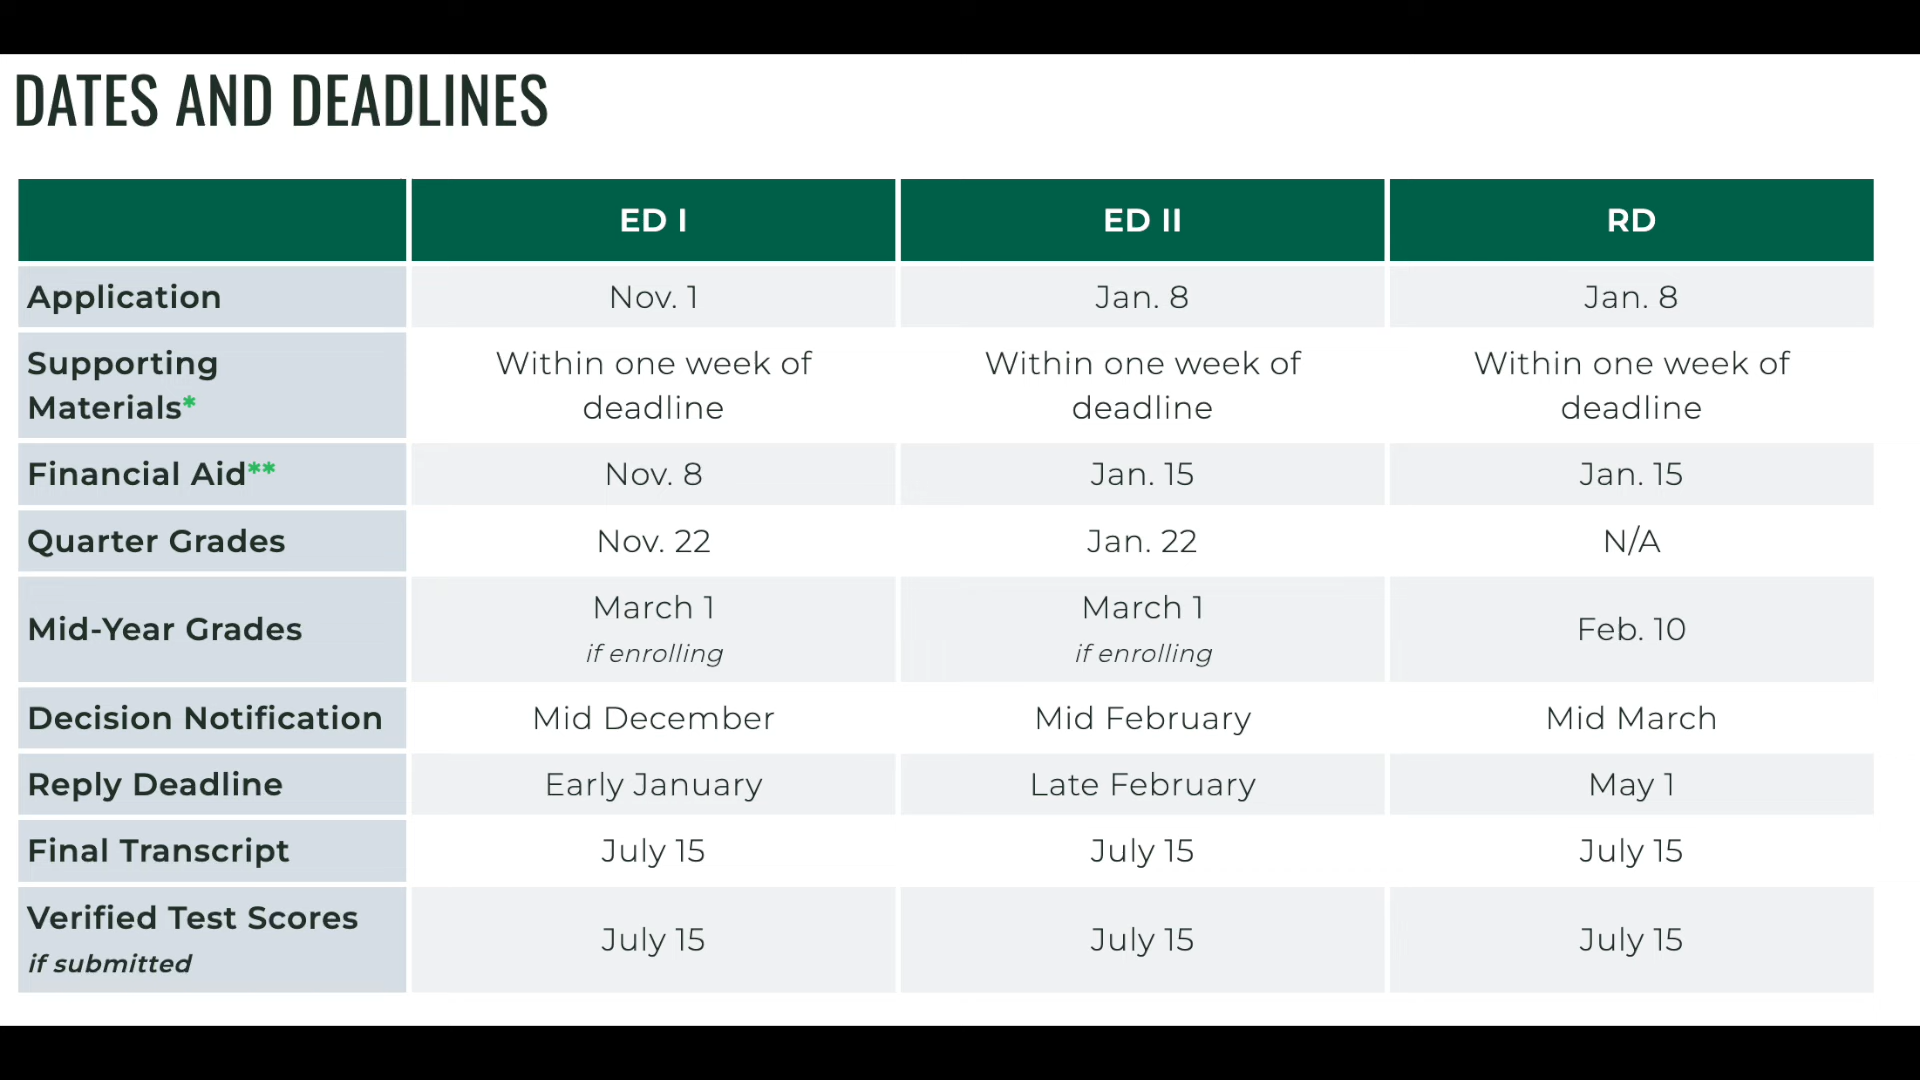 DATES AND DEADLINES
ED I ED II RD
Application Nov. 1 Jan. 8 Jan. 8
Supporting Within one week of Within one week of Within one week of
Materials* deadline deadline deadline
Financial Aid** Nov. 8 Jan. 15 Jan. 15
Quarter Grades Nov. 22 Jan. 22 N/A
Mid-Year Grades March 1 March 1 Feb. 10
if enrolling if enrolling
Decision Notification Mid December Mid February Mid March
Reply Deadline Early January Late February May 1
Final Transcript July 15 July 15 July 15
Verified Test Scores July 15 July 15 July 15
if submitted